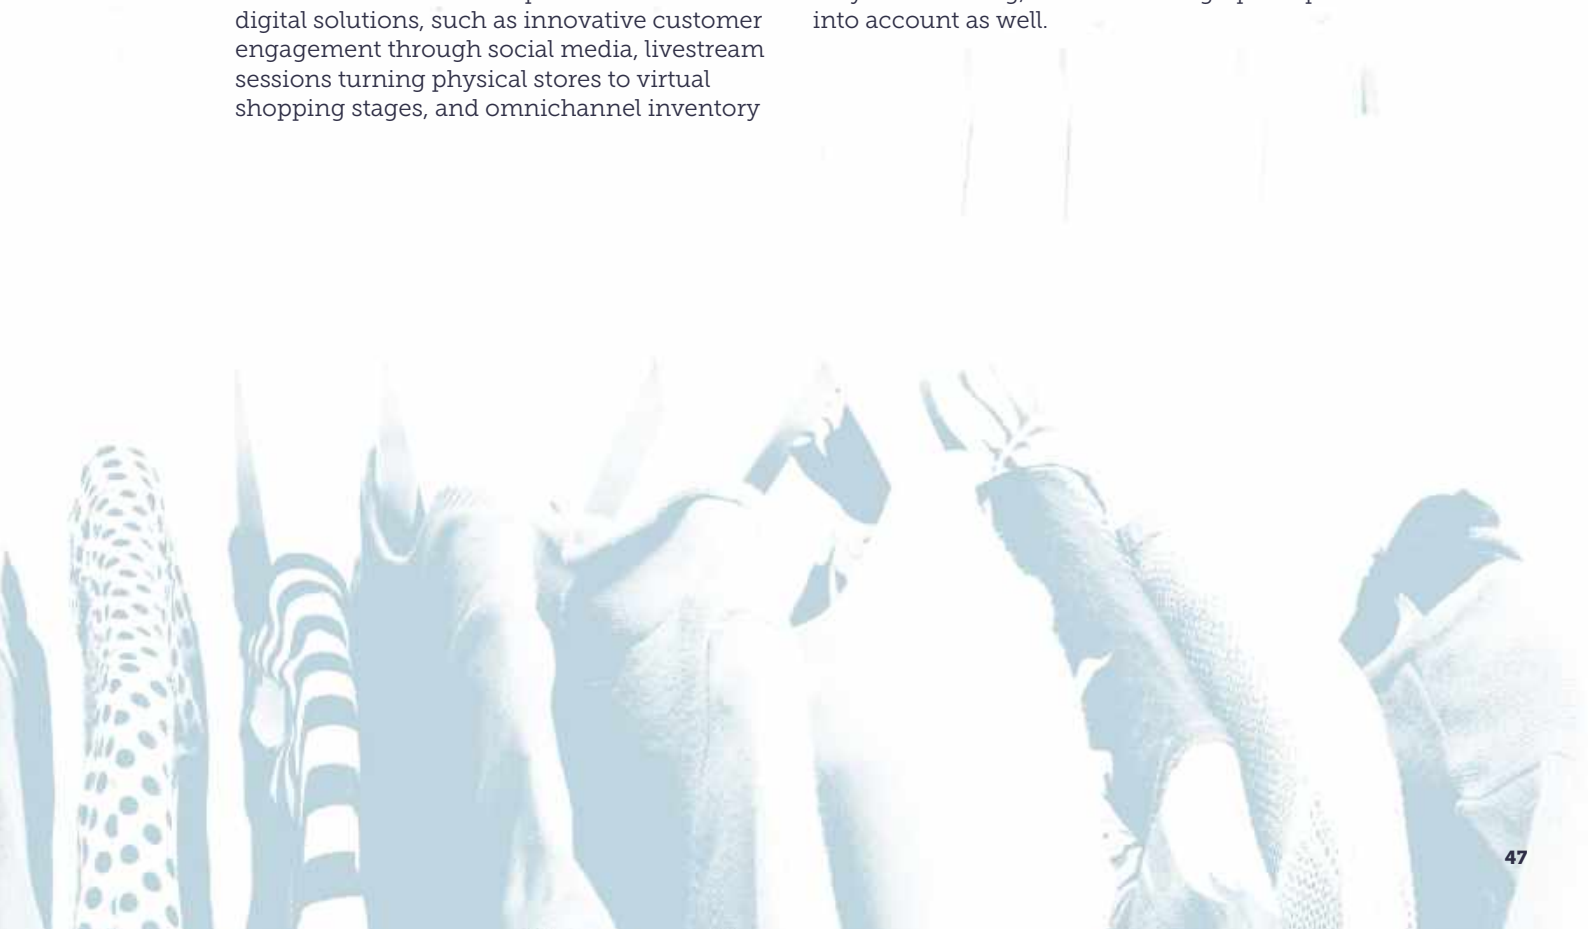 digital solutions, such as innovative customer
engagement through social media, livestream
sessions turning physical stores to virtual
shopping stages, and omnichannel inventory
into account as well.
47